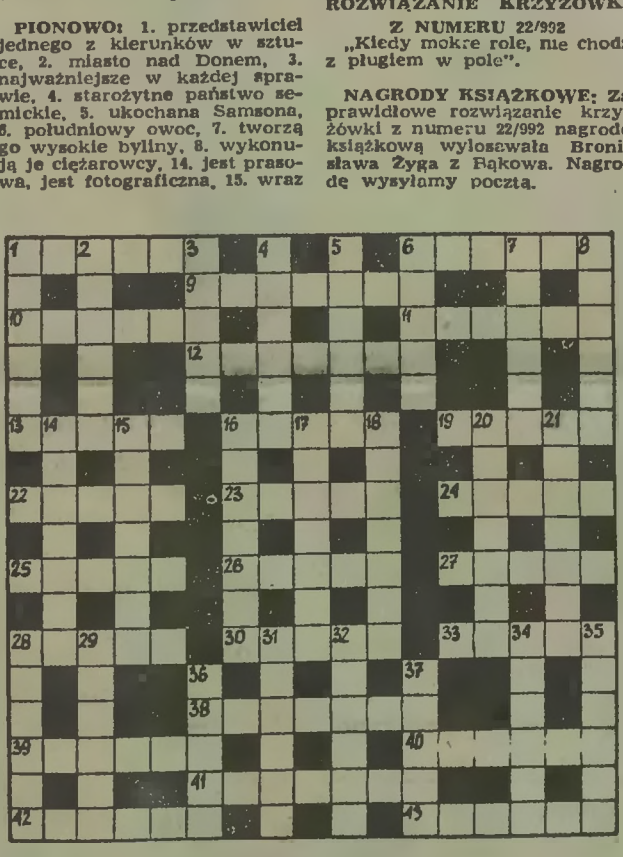 PIONOWO: 1. przedstawiciel
jednego z kierunków w sztu-
ce, 2. miasto nad Donem, 3.
najważniejsze w każdej spra-
wie, 4. starożytne państwo se-
mickie, 5. ukochana Samsona,
6. południowy owoc, 7. tworzą
go wysokie byliny, 8. wykonu-
ją je ciężarowcy, 14. jest praso-
wa, jest fotograficzna, 15. wraz
ROZWIĄZANIE KRZYŻÓWK
Z NUMERU 22/992
„Kiedy mokre role, nie chodź
z pługiem w pole".
NAGRODY KSIĄŻKOWE: Za
prawidłowe rozwiązanie krzy-
żówki z numeru 22/992 nagrodę
książkową wylosowała Broni-
sława Żyga z Bąkowa. Nagro-
dę wysyłamy pocztą.
1 2 3 4 5 6 7 8
9
10 11
12
13 14 15 16 17 18 19 20 21
22 23 24
25 26 27
28 29 30 31 32 33 34 35
36 37
38
39 40
41
42 43